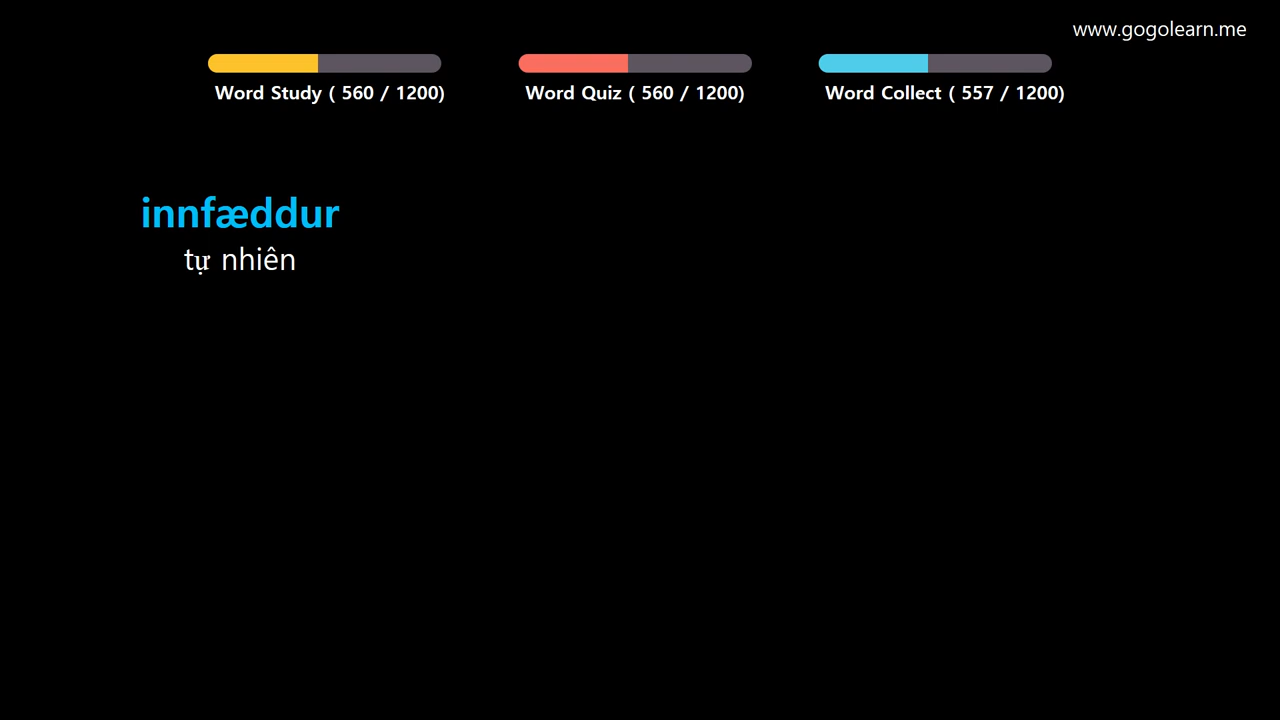 www.gogolearn.me
Word Study ( 560 / 1200)
Word Quiz ( 560 / 1200)
Word Collect ( 557 / 1200)
innfæddur
tự nhiên